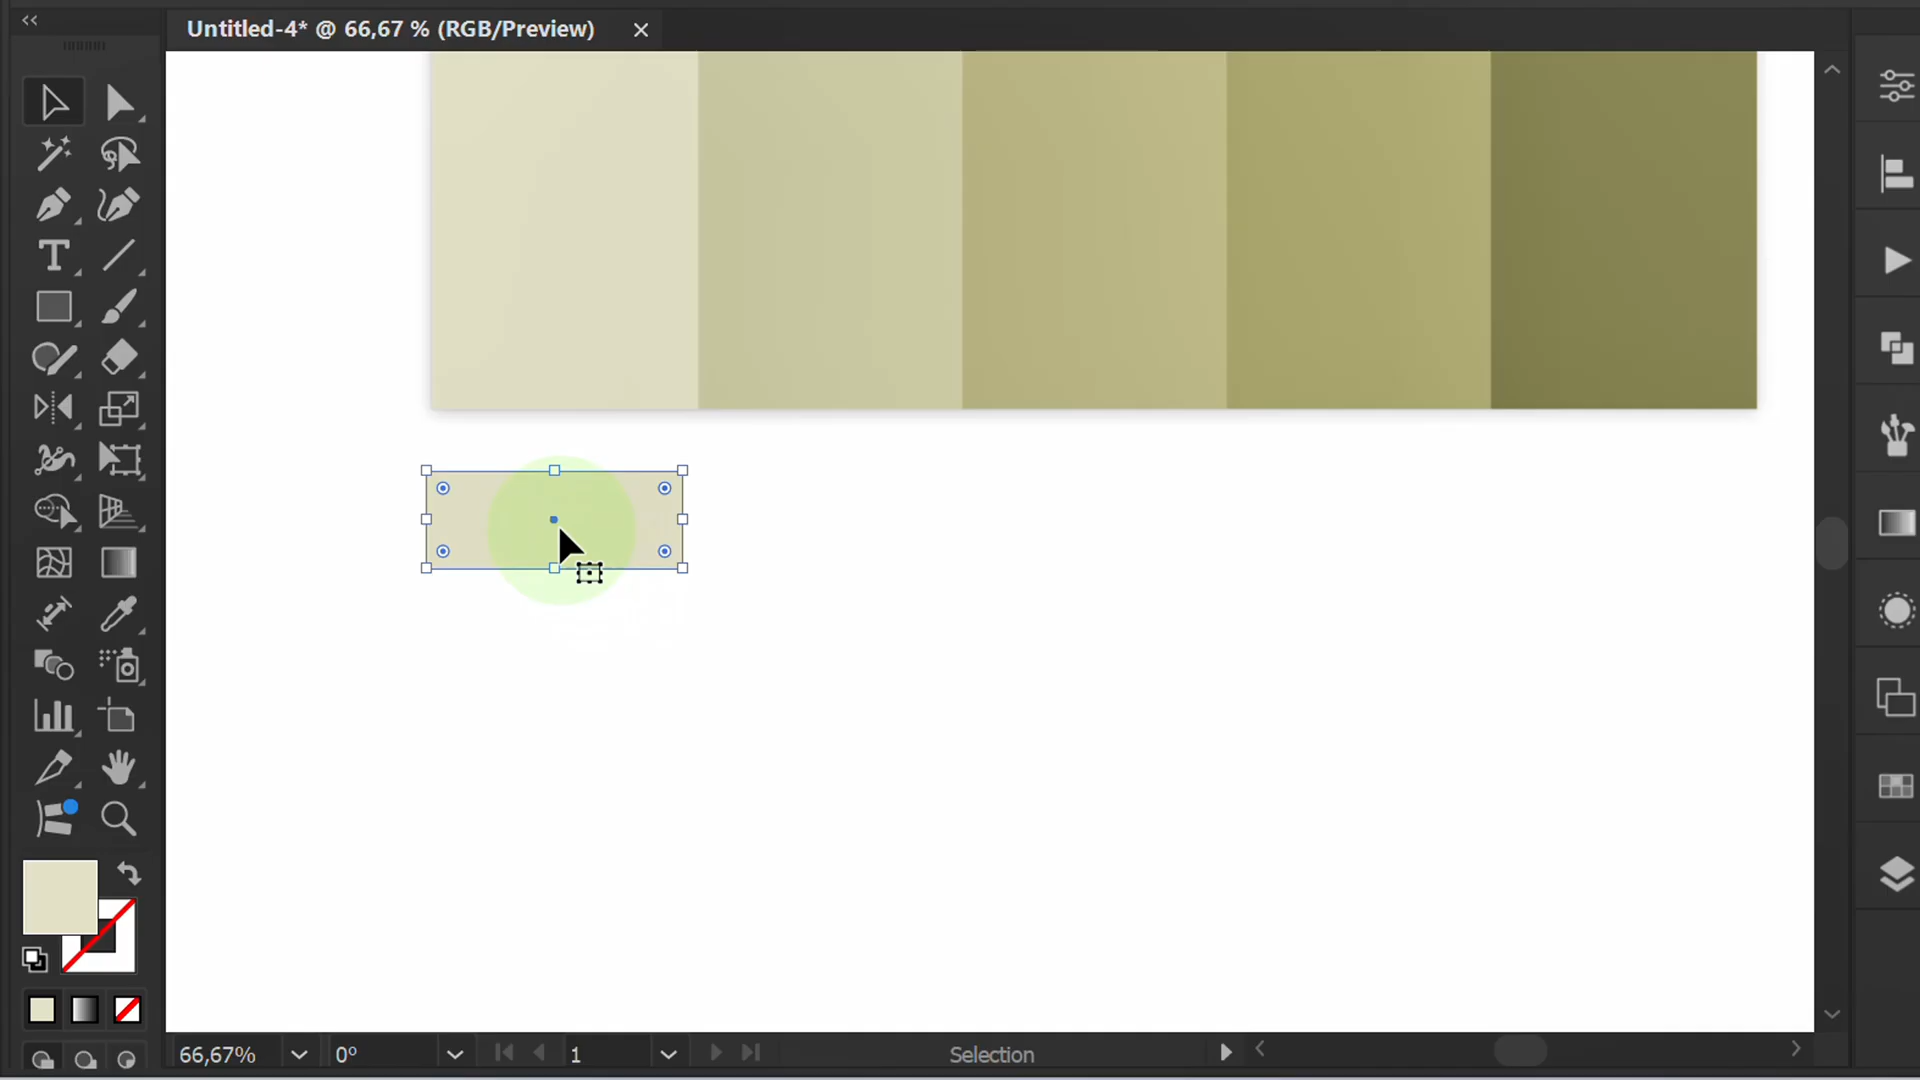 Untitled-4* @ 66,67 % (RGB/Preview)
66,67%
0°
1
Selection